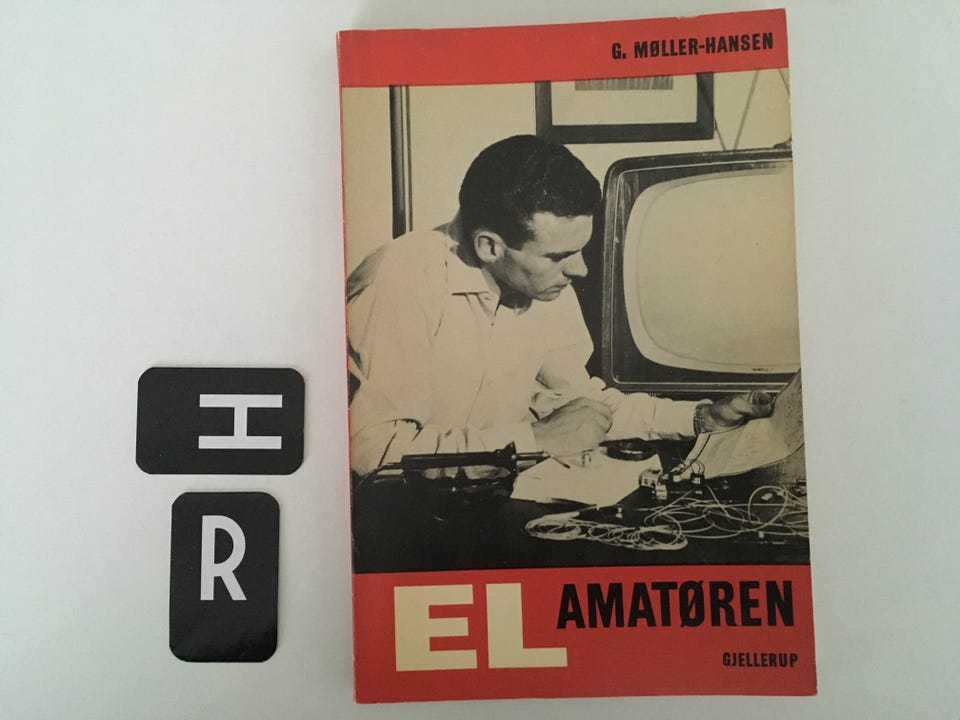 G. MØLLER-HANSEN
H
R
EL AMATØREN
GJELLERUP